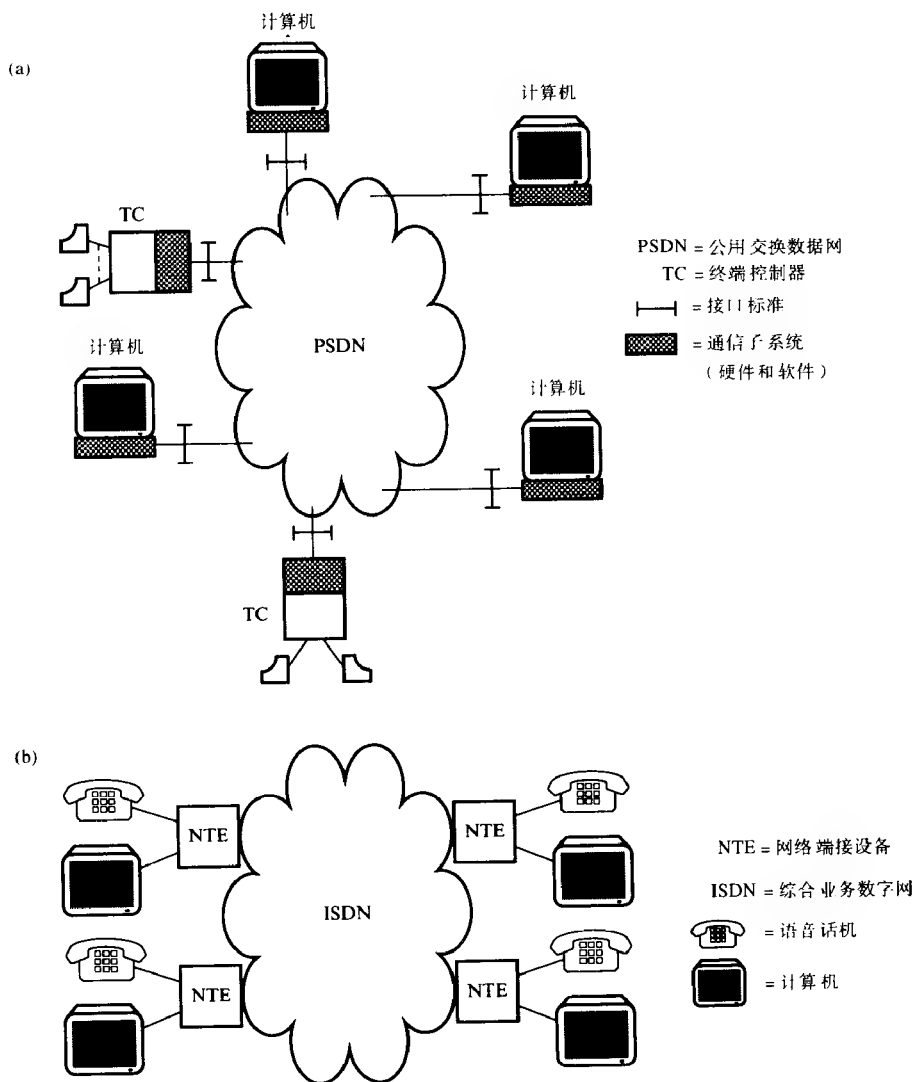 (a)
计算机
计算机
TC
PSDN = 公用交换数据网
TC = 终端控制器
= 接口标准
计算机
PSDN
= 通信子系统
(硬件和软件)
计算机
TC
(b)
NTE
NTE
NTE = 网络端接设备
ISDN
ISDN = 综合业务数字网
= 语音话机
NTE
NTE
= 计算机